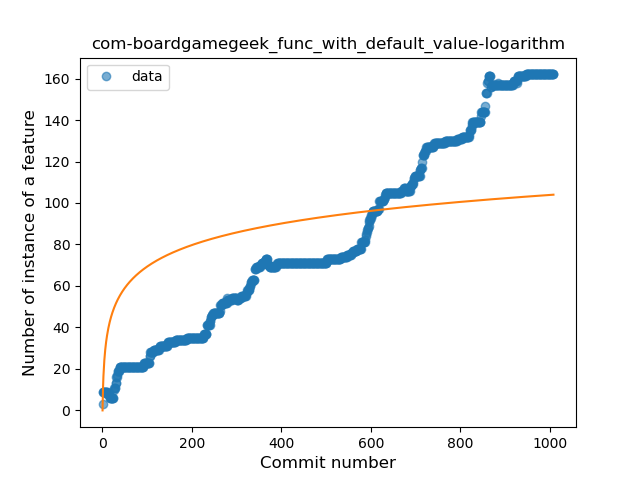 com-boardgamegeek_func_with_default_value-logarithm
data
Number of instance of a feature
160
140
120
100
80
60
40
20
0
0 200 400 600 800 1000
Commit number